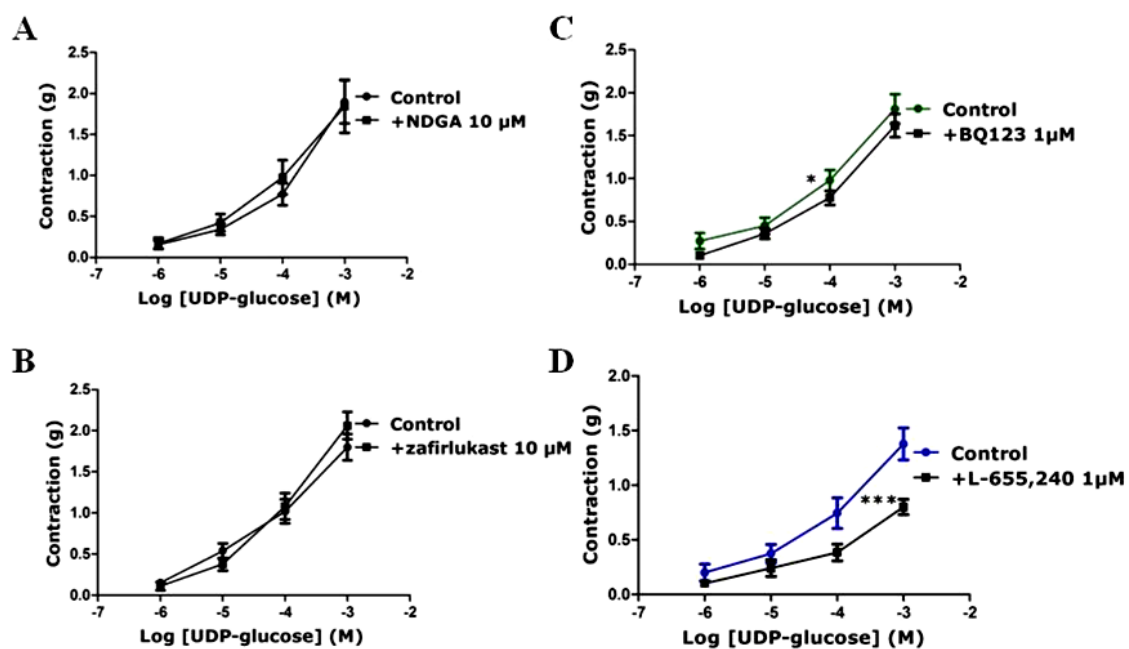 A
2.5
2.0
1.5
1.0
0.5
0.0
Contraction (g)
-7 -6 -5 -4 -3 -2
Log [UDP-glucose] (M)
Control
+NDGA 10 µM
C
2.5
2.0
1.5
1.0
0.5
0.0
Contraction (g)
*
-7 -6 -5 -4 -3 -2
Log [UDP-glucose] (M)
Control
+BQ123 1µM
B
2.5
2.0
1.5
1.0
0.5
0.0
Contraction (g)
-7 -6 -5 -4 -3 -2
Log [UDP-glucose] (M)
Control
+zafirlukast 10 µM
D
2.0
1.5
1.0
0.5
0.0
Contraction (g)
***
-7 -6 -5 -4 -3 -2
Log [UDP-glucose] (M)
Control
+L-655,240 1µM